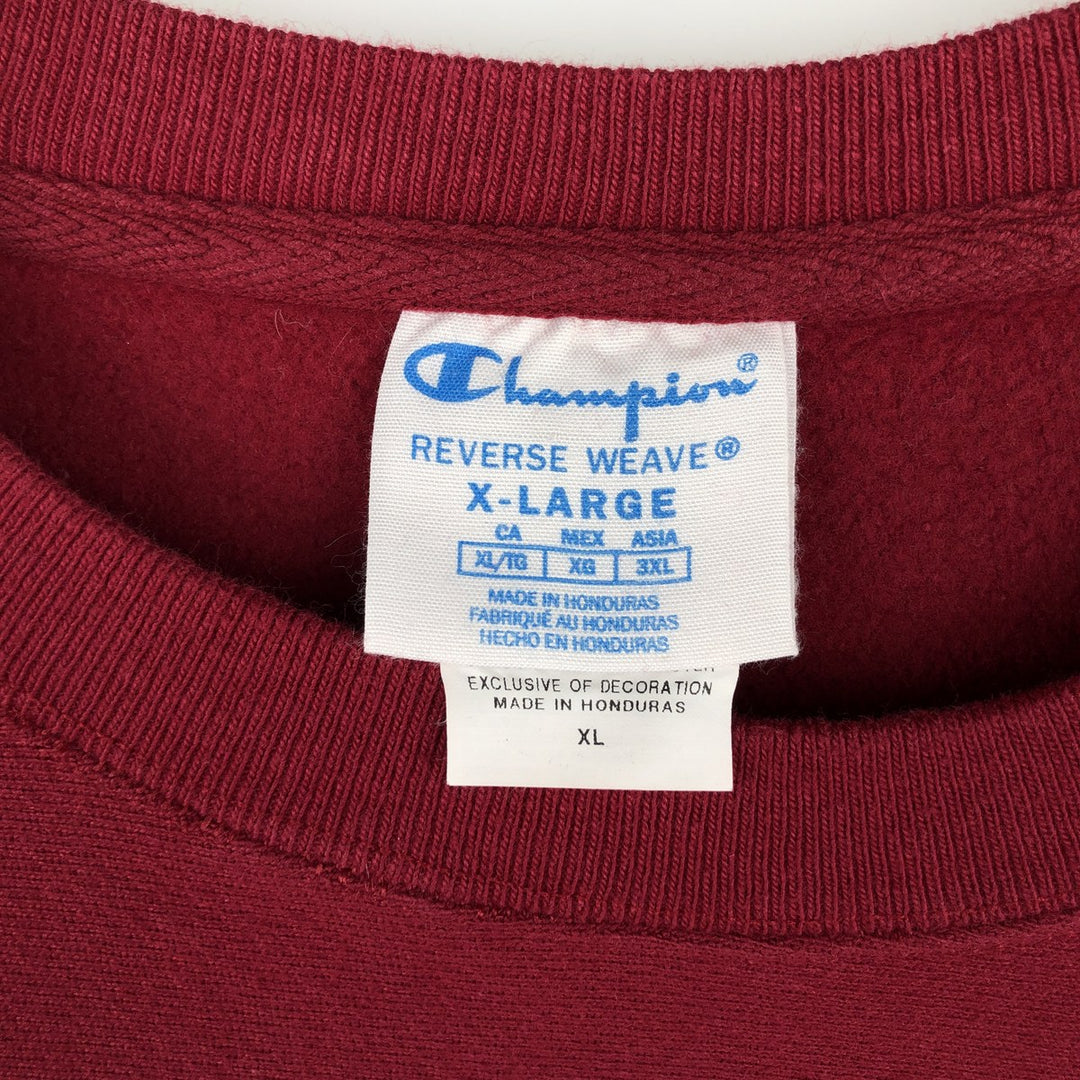 Champion®
REVERSE WEAVE®
X-LARGE
CA MEX ASIA
XL/TG XG 3XL
MADE IN HONDURAS
FABRIQUÉ AU HONDURAS
HECHO EN HONDURAS
EXCLUSIVE OF DECORATION
MADE IN HONDURAS
XL